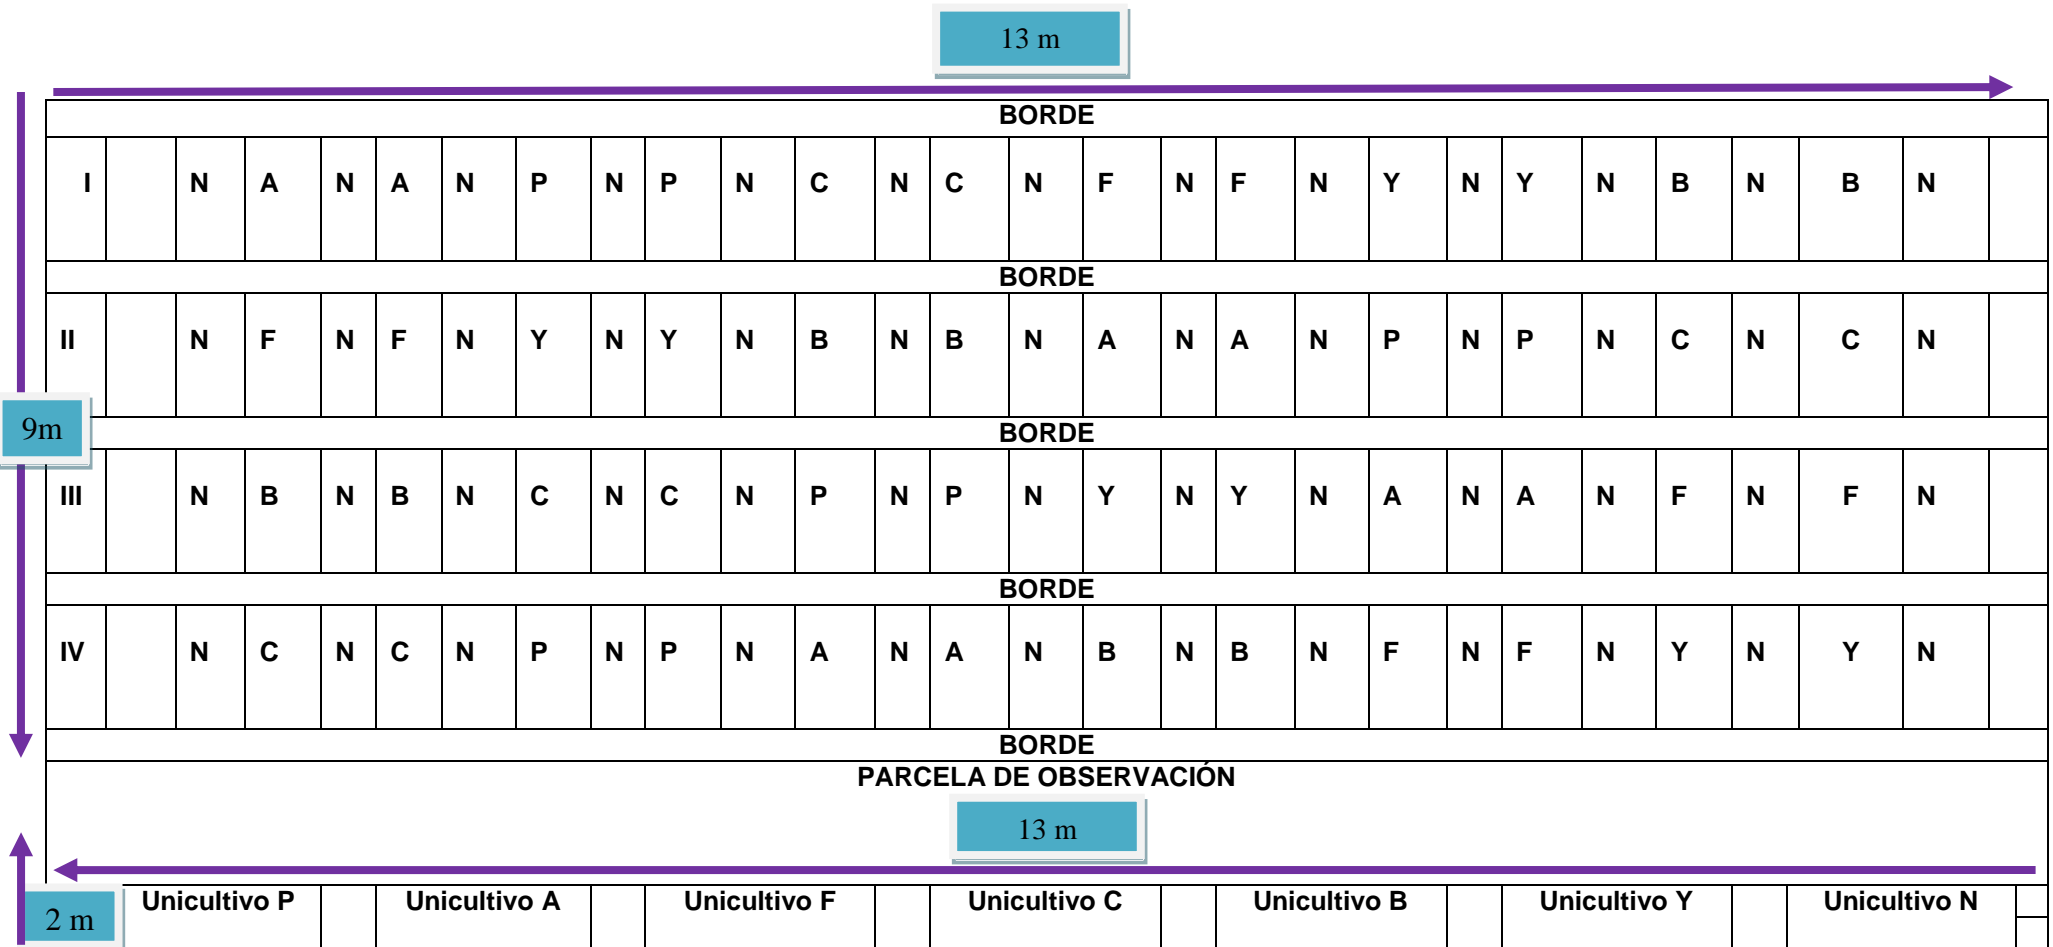 13 m
BORDE
I N A N A N P N P N C N C N F N F N Y N Y N B N B N
BORDE
II N F N F N Y N Y N B N B N A N A N P N P N C N C N
9m
BORDE
III N B N B N C N C N P N P N Y N Y N A N A N F N F N
BORDE
IV N C N C N P N P N A N A N B N B N F N F N Y N Y N
BORDE
PARCELA DE OBSERVACIÓN
13 m
2 m Unicultivo P Unicultivo A Unicultivo F Unicultivo C Unicultivo B Unicultivo Y Unicultivo N